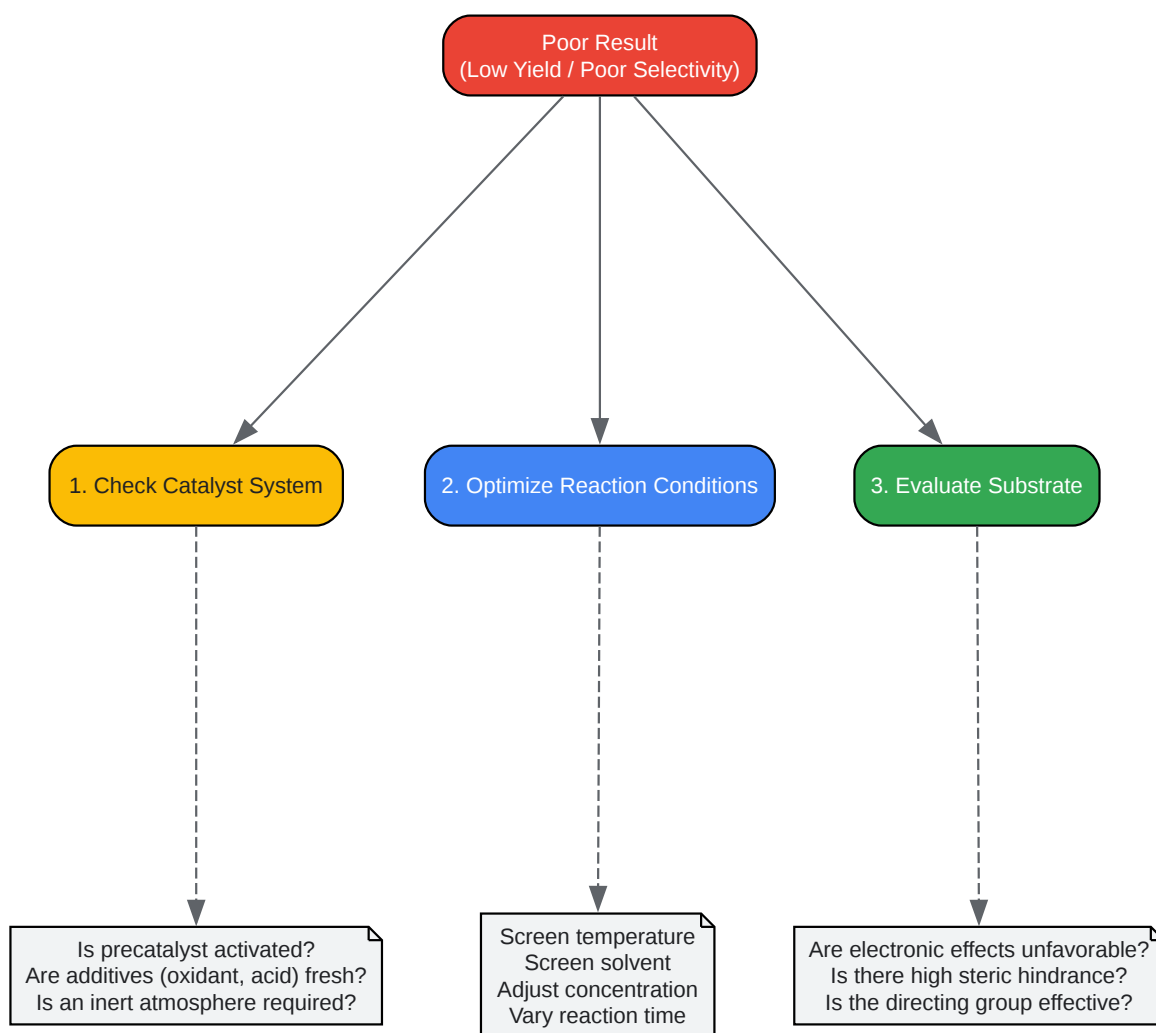 Poor Result
(Low Yield / Poor Selectivity)
1. Check Catalyst System
2. Optimize Reaction Conditions
3. Evaluate Substrate
Is precatalyst activated?
Are additives (oxidant, acid) fresh?
Is an inert atmosphere required?
Screen temperature
Screen solvent
Adjust concentration
Vary reaction time
Are electronic effects unfavorable?
Is there high steric hindrance?
Is the directing group effective?